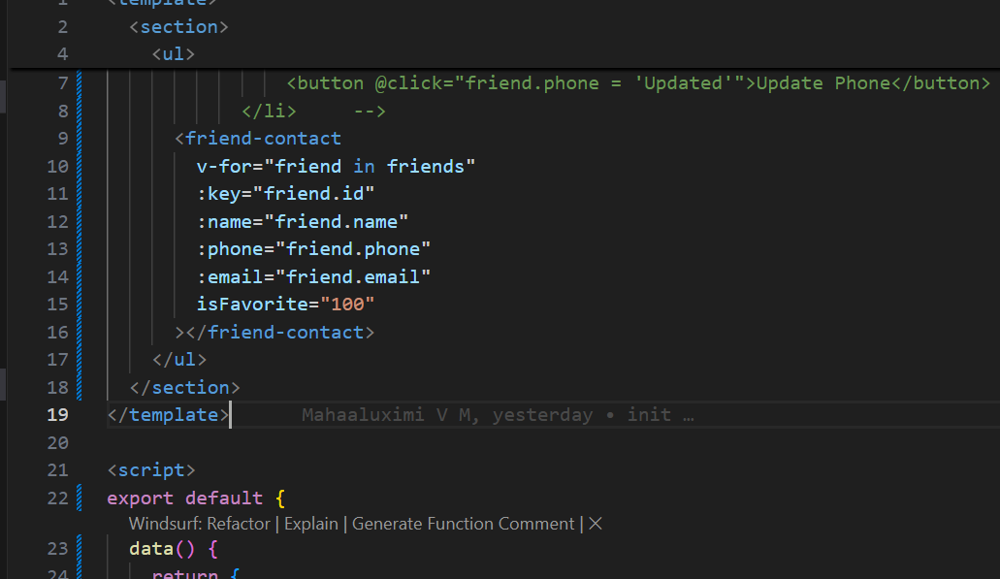 1 <template>
2 <section>
4 <ul>
7 <button @click="friend.phone = 'Updated'">Update Phone</button>
8 </li> -->
9 <friend-contact
10 v-for="friend in friends"
11 :key="friend.id"
12 :name="friend.name"
13 :phone="friend.phone"
14 :email="friend.email"
15 isFavorite="100"
16 ></friend-contact>
17 </ul>
18 </section>
19 </template> Mahaaluximi V M, yesterday • init …
20
21 <script>
22 export default {
Windsurf: Refactor | Explain | Generate Function Comment | ✕
23 data() {
24 return {